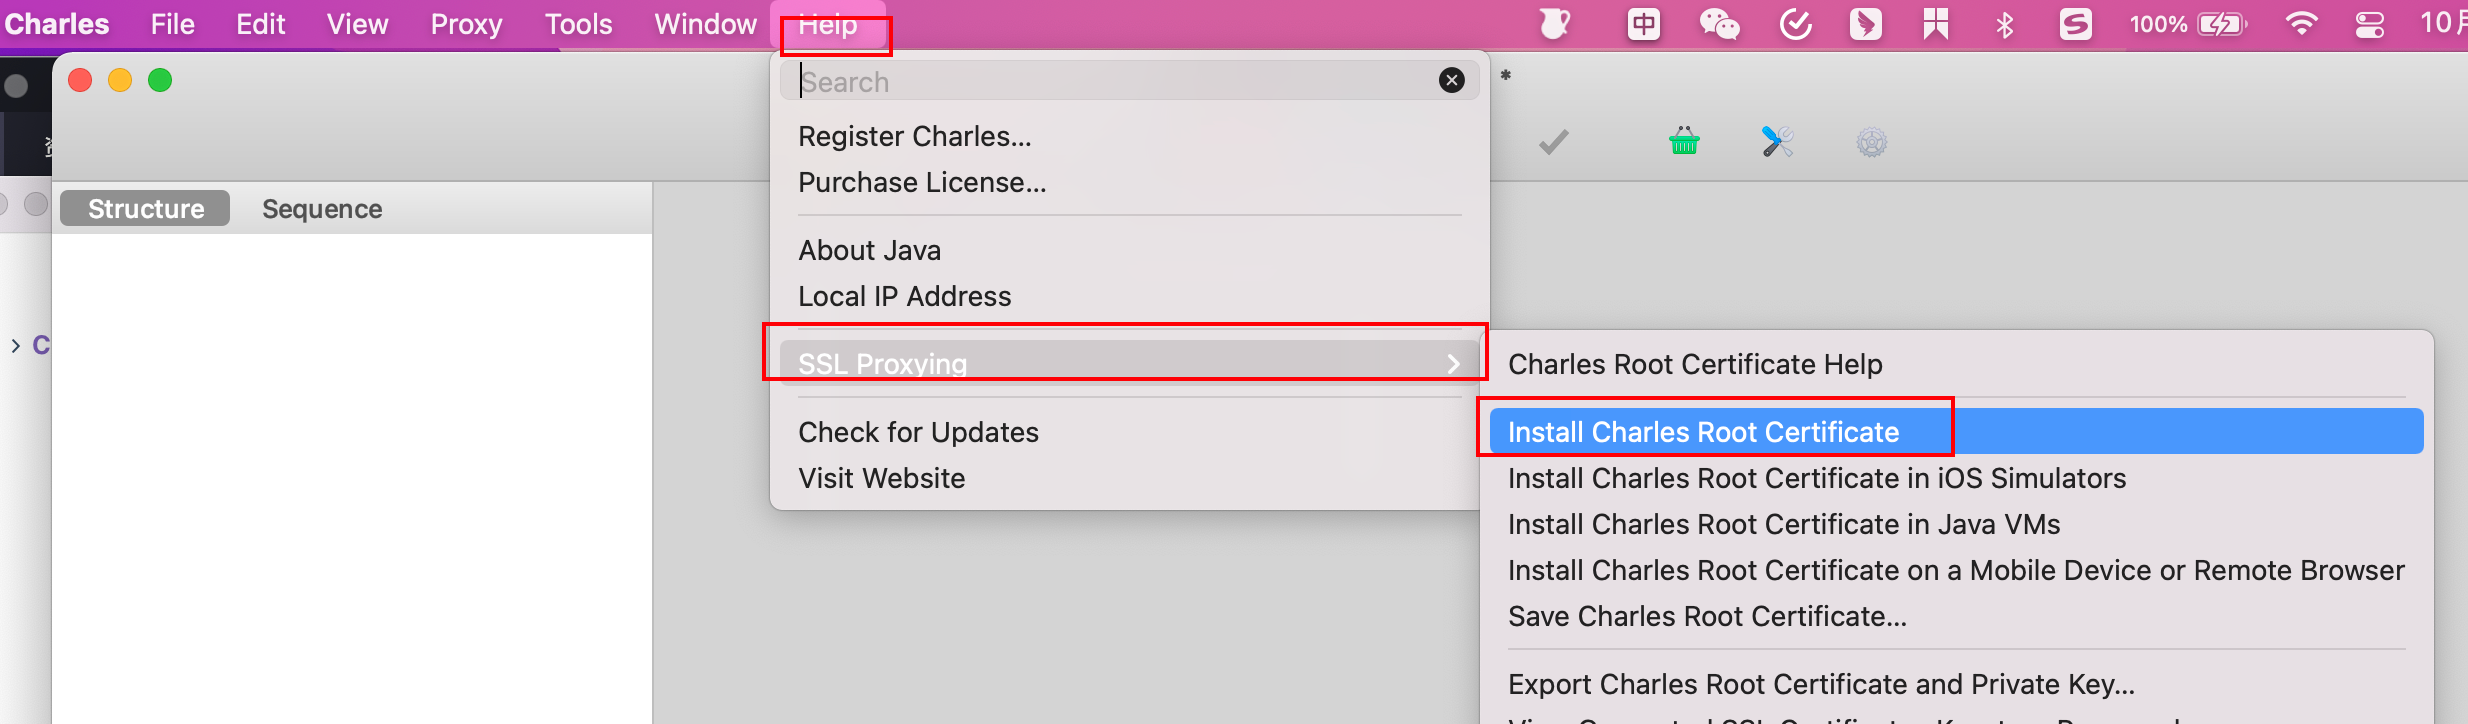 Charles File Edit View Proxy Tools Window Help 中 100% 10月
Search
*
Register Charles...
Purchase License...
Structure Sequence
About Java
Local IP Address
SSL Proxying
Charles Root Certificate Help
C
Check for Updates
Install Charles Root Certificate
Visit Website
Install Charles Root Certificate in iOS Simulators
Install Charles Root Certificate in Java VMs
Install Charles Root Certificate on a Mobile Device or Remote Browser
Save Charles Root Certificate...
Export Charles Root Certificate and Private Key...